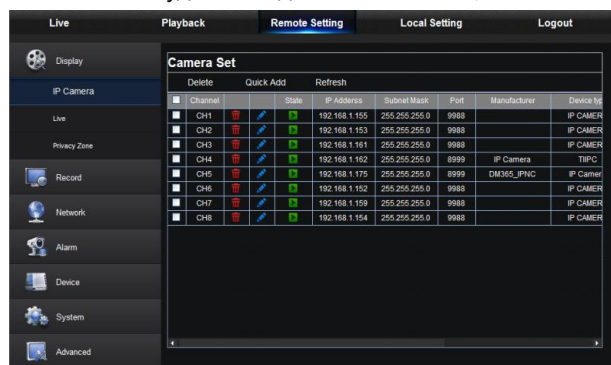 Live Playback Remote Setting Local Setting Logout
Display
IP Camera
Live
Privacy Zone
Record
Network
Alarm
Device
System
Advanced
Camera Set
Delete Quick Add Refresh
Channel State IP Adderss Subnet Mask Port Manufacturer Device typ
CH1 192.168.1.155 255.255.255.0 9988 IP CAMER
CH2 192.168.1.153 255.255.255.0 9988 IP CAMER
CH3 192.168.1.161 255.255.255.0 9988 IP CAMER
CH4 192.168.1.162 255.255.255.0 8999 IP Camera TIIPC
CH5 192.168.1.175 255.255.255.0 8999 DM365_IPNC IP Camer
CH6 192.168.1.152 255.255.255.0 9988 IP CAMER
CH7 192.168.1.159 255.255.255.0 9988 IP CAMER
CH8 192.168.1.154 255.255.255.0 9988 IP CAMER